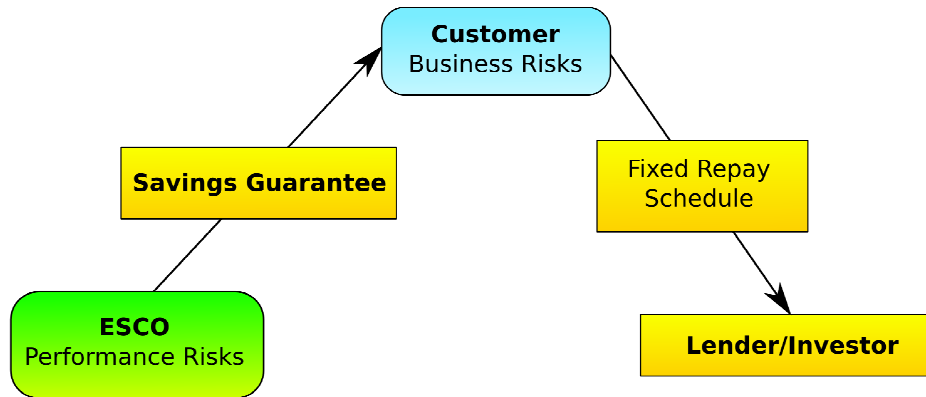 Customer
Business Risks
Savings Guarantee
Fixed Repay
Schedule
ESCO
Performance Risks
Lender/Investor